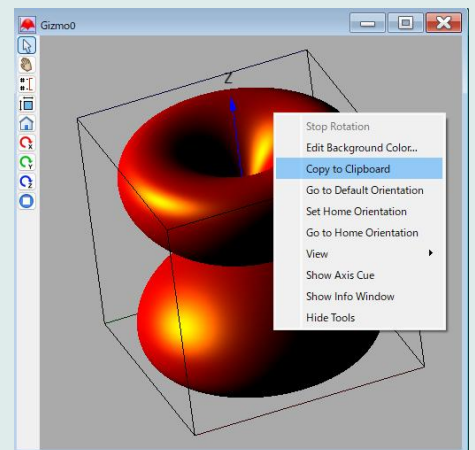 Gizmo0
Z
Stop Rotation
Edit Background Color...
Copy to Clipboard
Go to Default Orientation
Set Home Orientation
Go to Home Orientation
View
Show Axis Cue
Show Info Window
Hide Tools